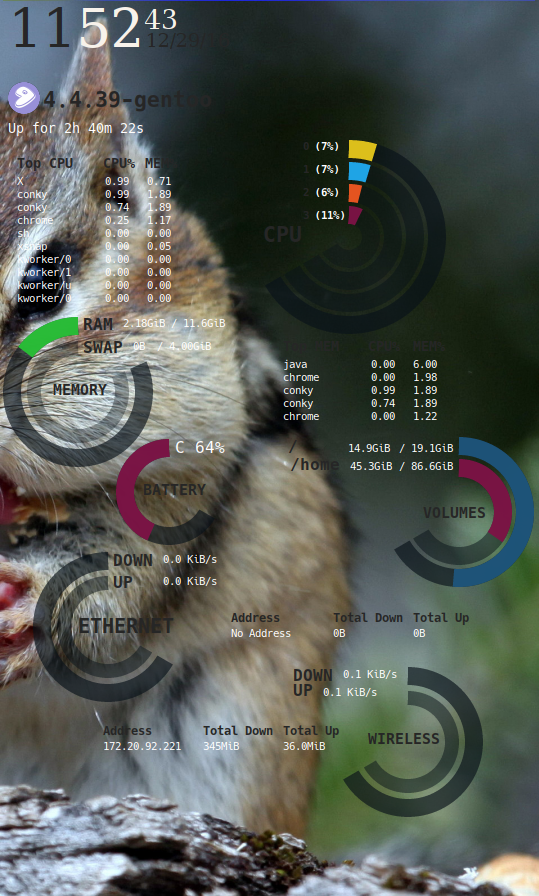 11 52 43
12/29/
4.4.39-gentoo
Up for 2h 40m 22s
Top CPU CPU% MEM%
X 0.99 0.71
conky 0.99 1.89
conky 0.74 1.89
chrome 0.25 1.17
sh 0.00 0.00
xsnap 0.00 0.05
kworker/0 0.00 0.00
kworker/1 0.00 0.00
kworker/u 0.00 0.00
kworker/0 0.00 0.00
0 (7%)
1 (7%)
2 (6%)
3 (11%)
CPU
RAM 2.18GiB / 11.6GiB
SWAP 0B / 4.00GiB
MEMORY
CPU% MEM%
java 0.00 6.00
chrome 0.00 1.98
conky 0.99 1.89
conky 0.74 1.89
chrome 0.00 1.22
C 64%
BATTERY
/ 14.9GiB / 19.1GiB
/home 45.3GiB / 86.6GiB
VOLUMES
DOWN 0.0 KiB/s
UP 0.0 KiB/s
ETHERNET
Address Total Down Total Up
No Address 0B 0B
DOWN 0.1 KiB/s
UP 0.1 KiB/s
Address Total Down Total Up
172.20.92.221 345MiB 36.0MiB
WIRELESS